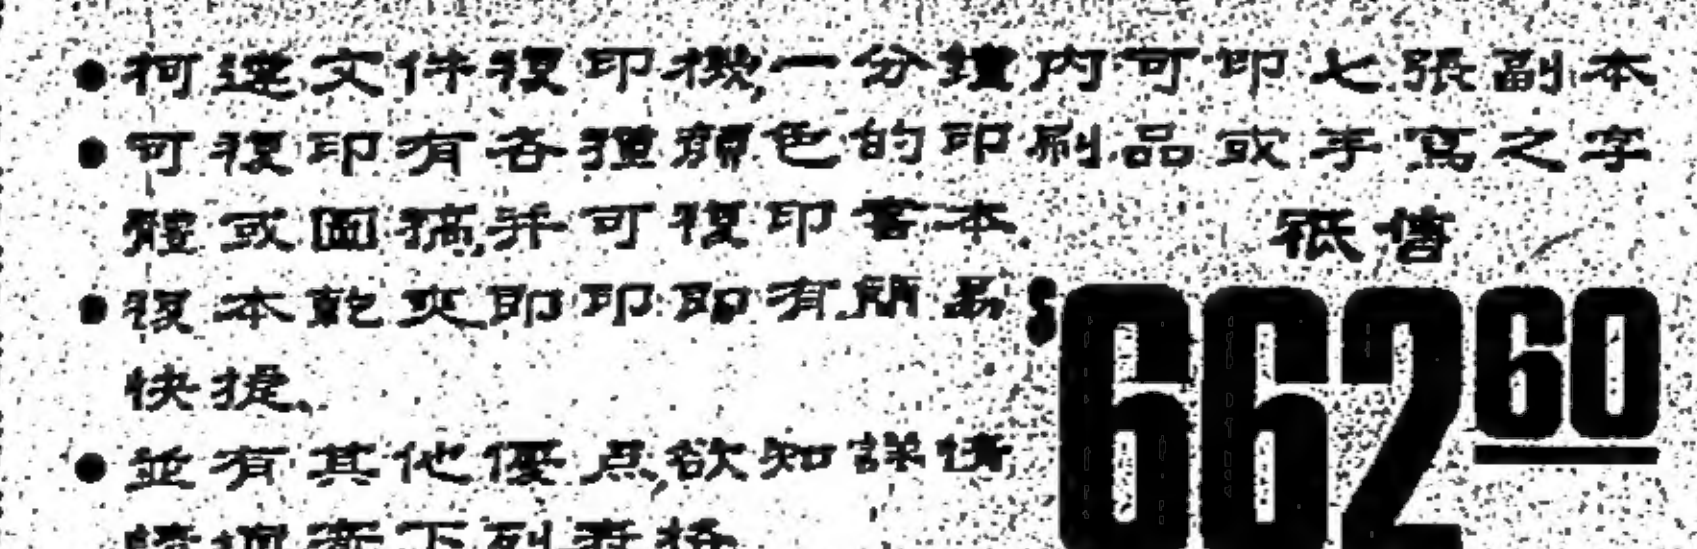 ●柯達文件複印機,一分鐘內可印七張副本
●可複印有各種顏色的印刷品或手寫之字
體或圖稿,并可複印書本.
●複本乾爽即印即有,簡易
快捷.
●並有其他優点,欲知詳情
下列
祇售
$662.60